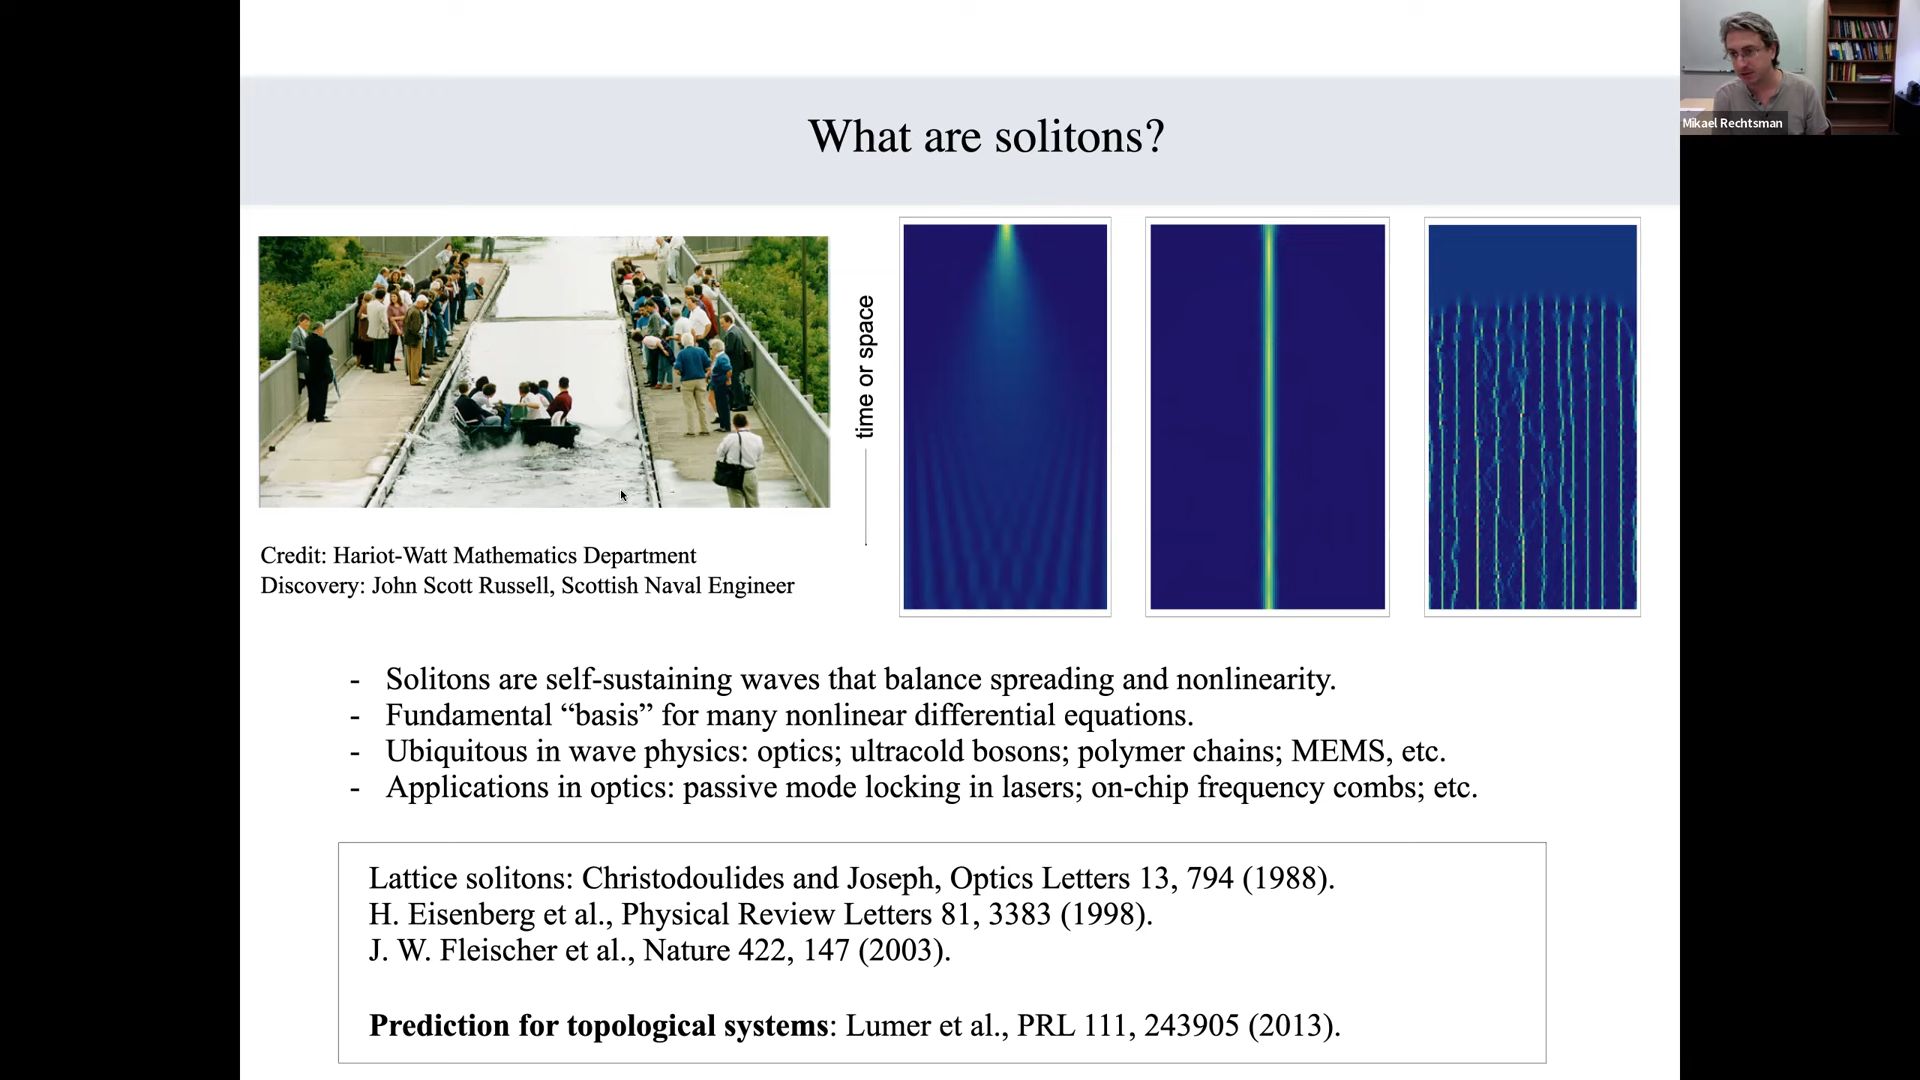 What are solitons?
Mikael Rechtsman
time or space
Credit: Hariot-Watt Mathematics Department
Discovery: John Scott Russell, Scottish Naval Engineer
- Solitons are self-sustaining waves that balance spreading and nonlinearity.
- Fundamental “basis” for many nonlinear differential equations.
- Ubiquitous in wave physics: optics; ultracold bosons; polymer chains; MEMS, etc.
- Applications in optics: passive mode locking in lasers; on-chip frequency combs; etc.
Lattice solitons: Christodoulides and Joseph, Optics Letters 13, 794 (1988).
H. Eisenberg et al., Physical Review Letters 81, 3383 (1998).
J. W. Fleischer et al., Nature 422, 147 (2003).
Prediction for topological systems: Lumer et al., PRL 111, 243905 (2013).